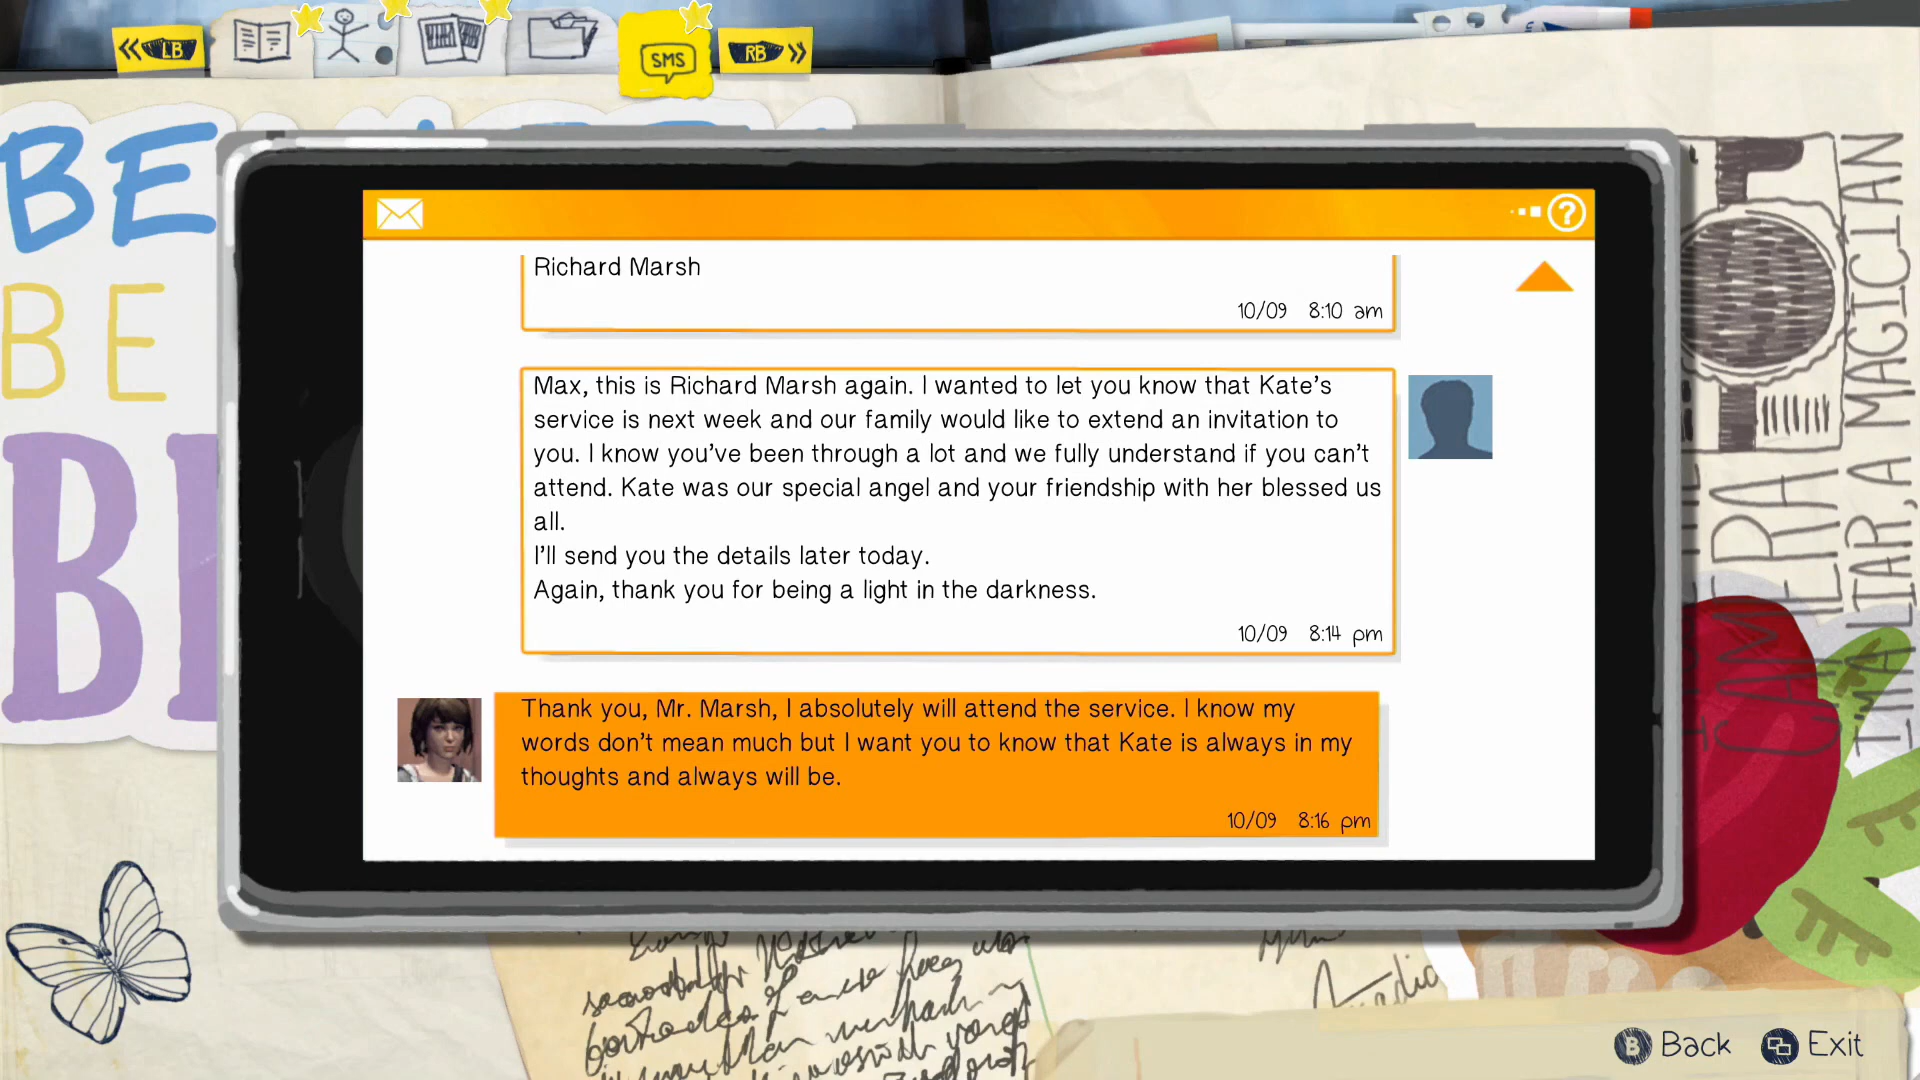 LB
SMS
RB
BE
BE
Richard Marsh
10/09 8:10 am
Max, this is Richard Marsh again. I wanted to let you know that Kate's
service is next week and our family would like to extend an invitation to
you. I know you've been through a lot and we fully understand if you can't
attend. Kate was our special angel and your friendship with her blessed us
all.
I'll send you the details later today.
Again, thank you for being a light in the darkness.
10/09 8:14 pm
Thank you, Mr. Marsh, I absolutely will attend the service. I know my
words don't mean much but I want you to know that Kate is always in my
thoughts and always will be.
10/09 8:16 pm
CAMERA
IMA LIAR, A MAGICIAN
B Back
Exit